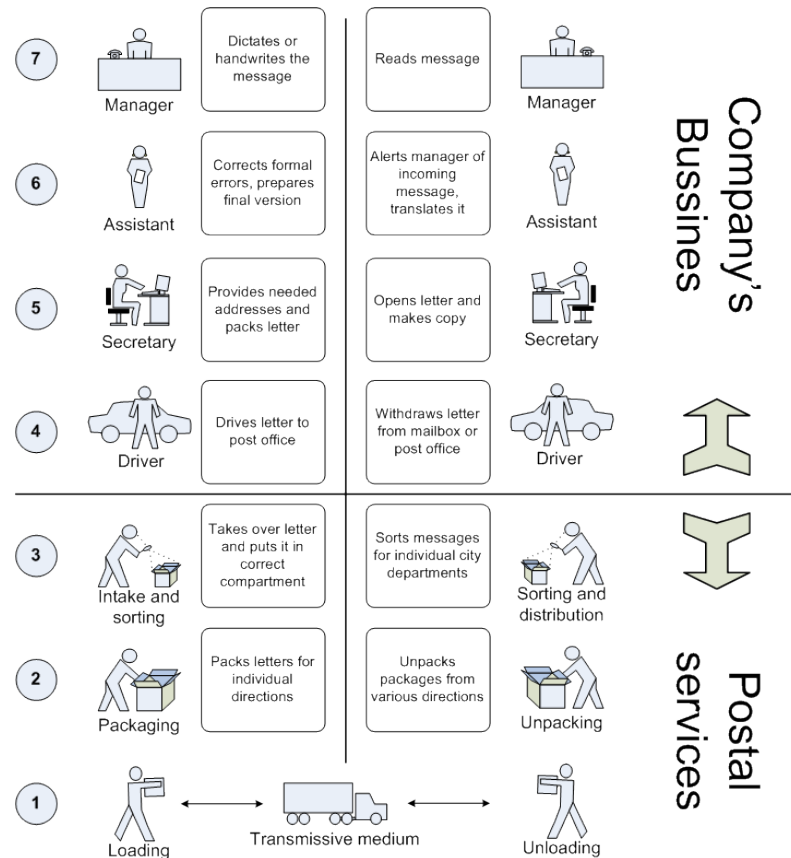 7
Manager
Dictates or
handwrites the
message
Reads message
Manager
6
Assistant
Corrects formal
errors, prepares
final version
Alerts manager of
incoming
message,
translates it
Assistant
5
Secretary
Provides needed
addresses and
packs letter
Opens letter and
makes copy
Secretary
4
Driver
Drives letter to
post office
Withdraws letter
from mailbox or
post office
Driver
Company's
Bussines
3
Intake and
sorting
Takes over letter
and puts it in
correct
compartment
Sorts messages
for individual city
departments
Sorting and
distribution
2
Packaging
Packs letters for
individual
directions
Unpacks
packages from
various directions
Unpacking
1
Loading
Transmissive medium
Unloading
Postal
services